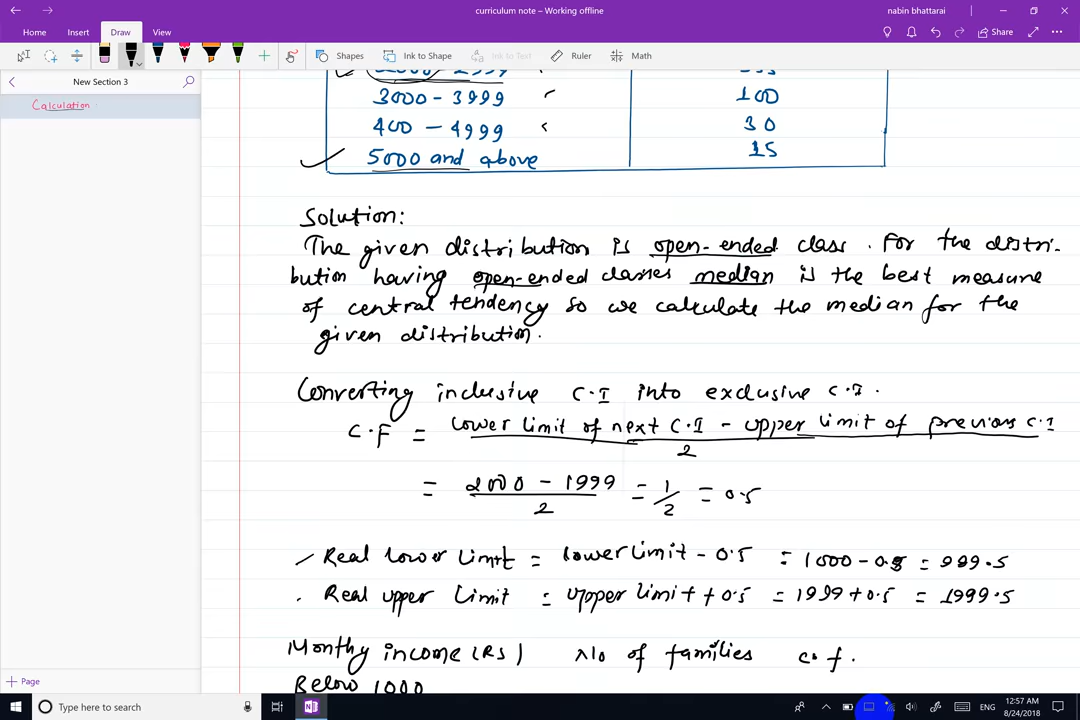 curriculum note – Working offline
nabin bhattarai
Home Insert Draw View
Share
Shapes Ink to Shape Ink to Text Ruler Math
New Section 3
Calculation
3000 - 3999 100
400 - 4999 30
5000 and above 15
Solution:
The given distribution is open-ended class. For the distri-
bution having open-ended classes median is the best measure
of central tendency so we calculate the median for the
given distribution.
Converting inclusive C.I into exclusive C.I.
C.F = lower limit of next C.I - upper limit of previous C.I
2
= 2000 - 1999 = 1/2 = 0.5
2
Real lower limit = lower limit - 0.5 = 1000 - 0.5 = 999.5
Real upper limit = upper limit + 0.5 = 1999 + 0.5 = 1999.5
Monthy income (RS) No of families c.f.
Below 1000
Page
Type here to search
ENG
12:57 AM
8/24/2018